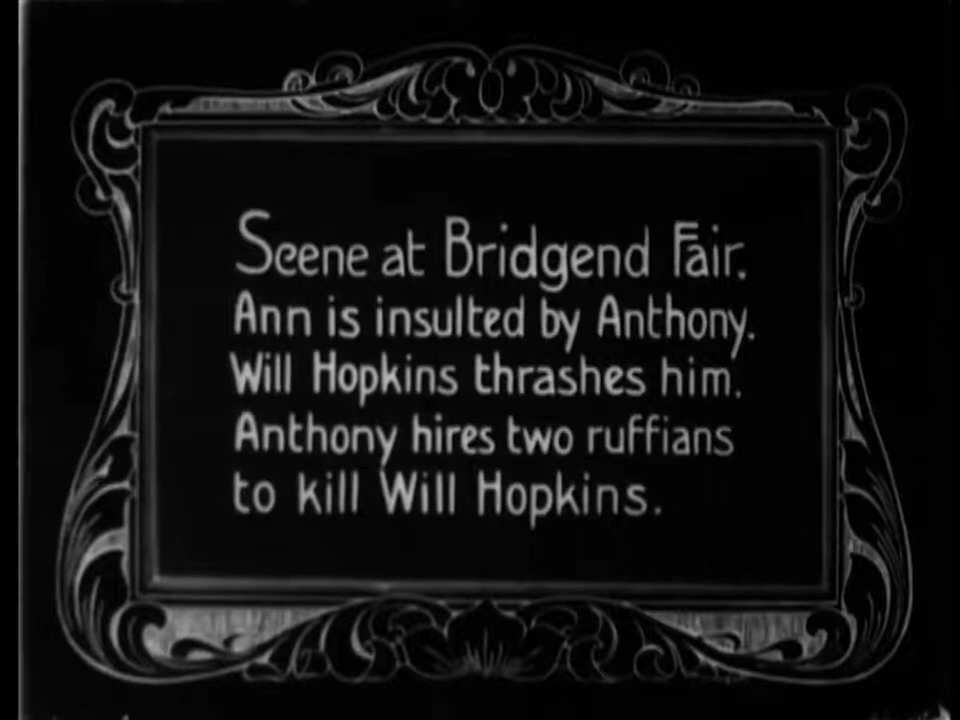 Scene at Bridgend Fair.
Ann is insulted by Anthony.
Will Hopkins thrashes him.
Anthony hires two ruffians
to kill Will Hopkins.